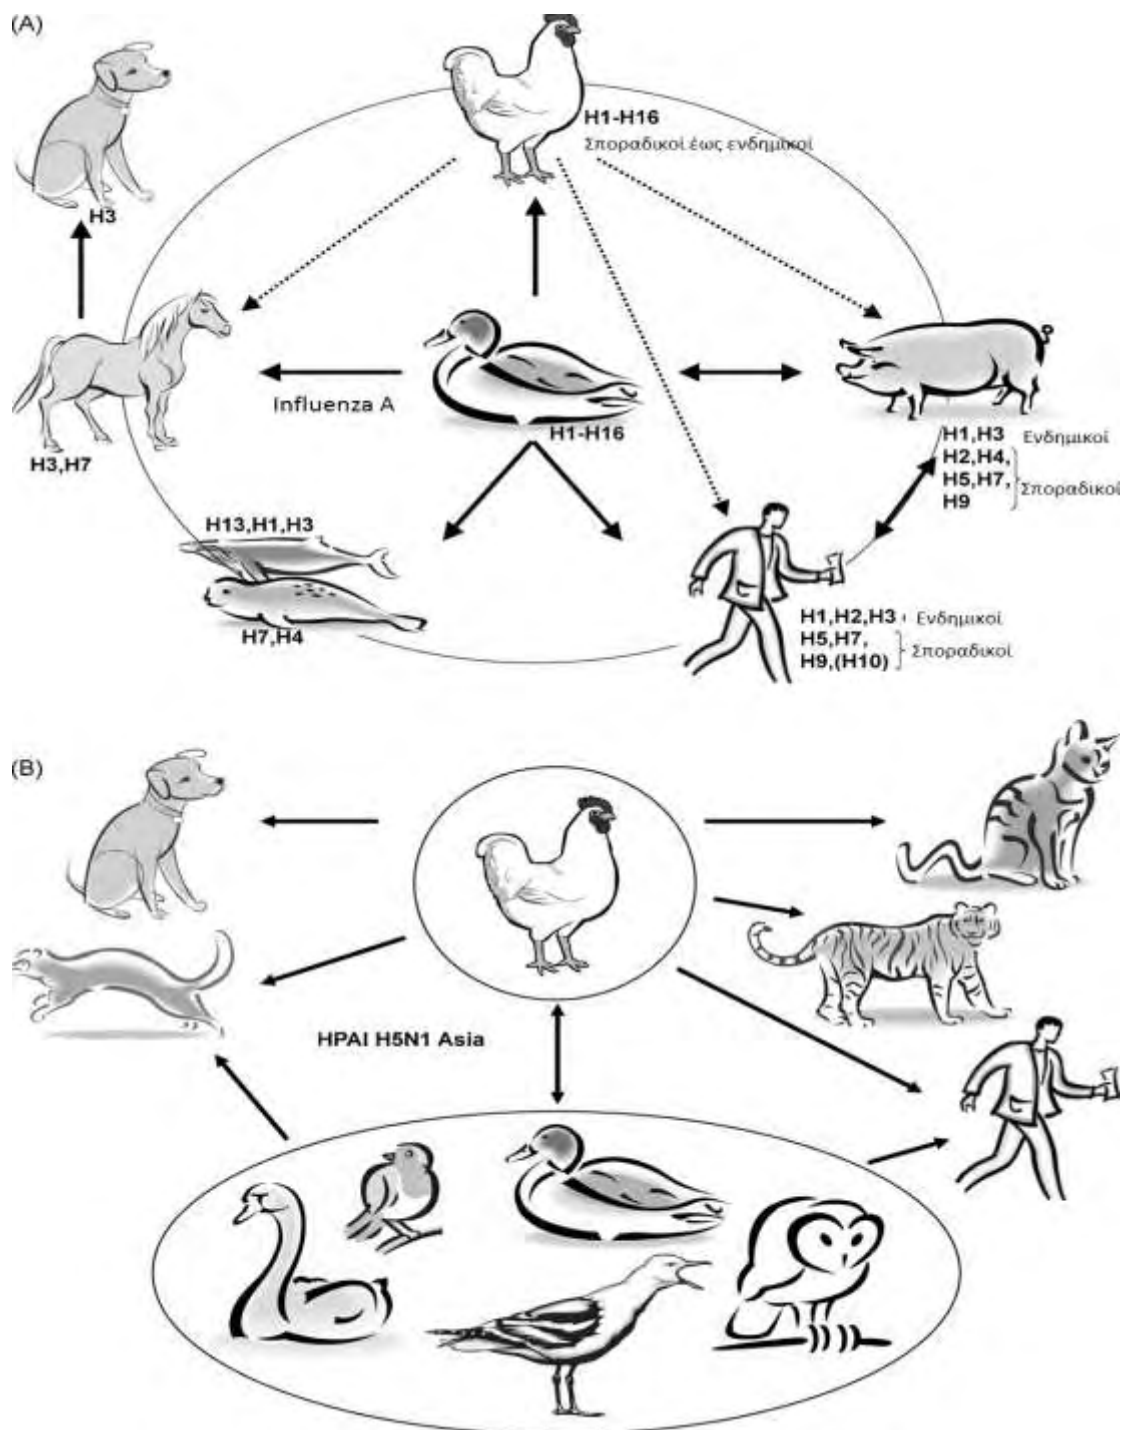 (A)
H1-H16
Σποραδικοί έως ενδημικοί
H3
Influenza A
H1-H16
H3,H7
H1,H3 Ενδημικοί
H2,H4,
H5,H7, Σποραδικοί
H9
H13,H1,H3
H7,H4
H1,H2,H3 Ενδημικοί
H5,H7,
H9,(H10) Σποραδικοί
(B)
HPAI H5N1 Asia